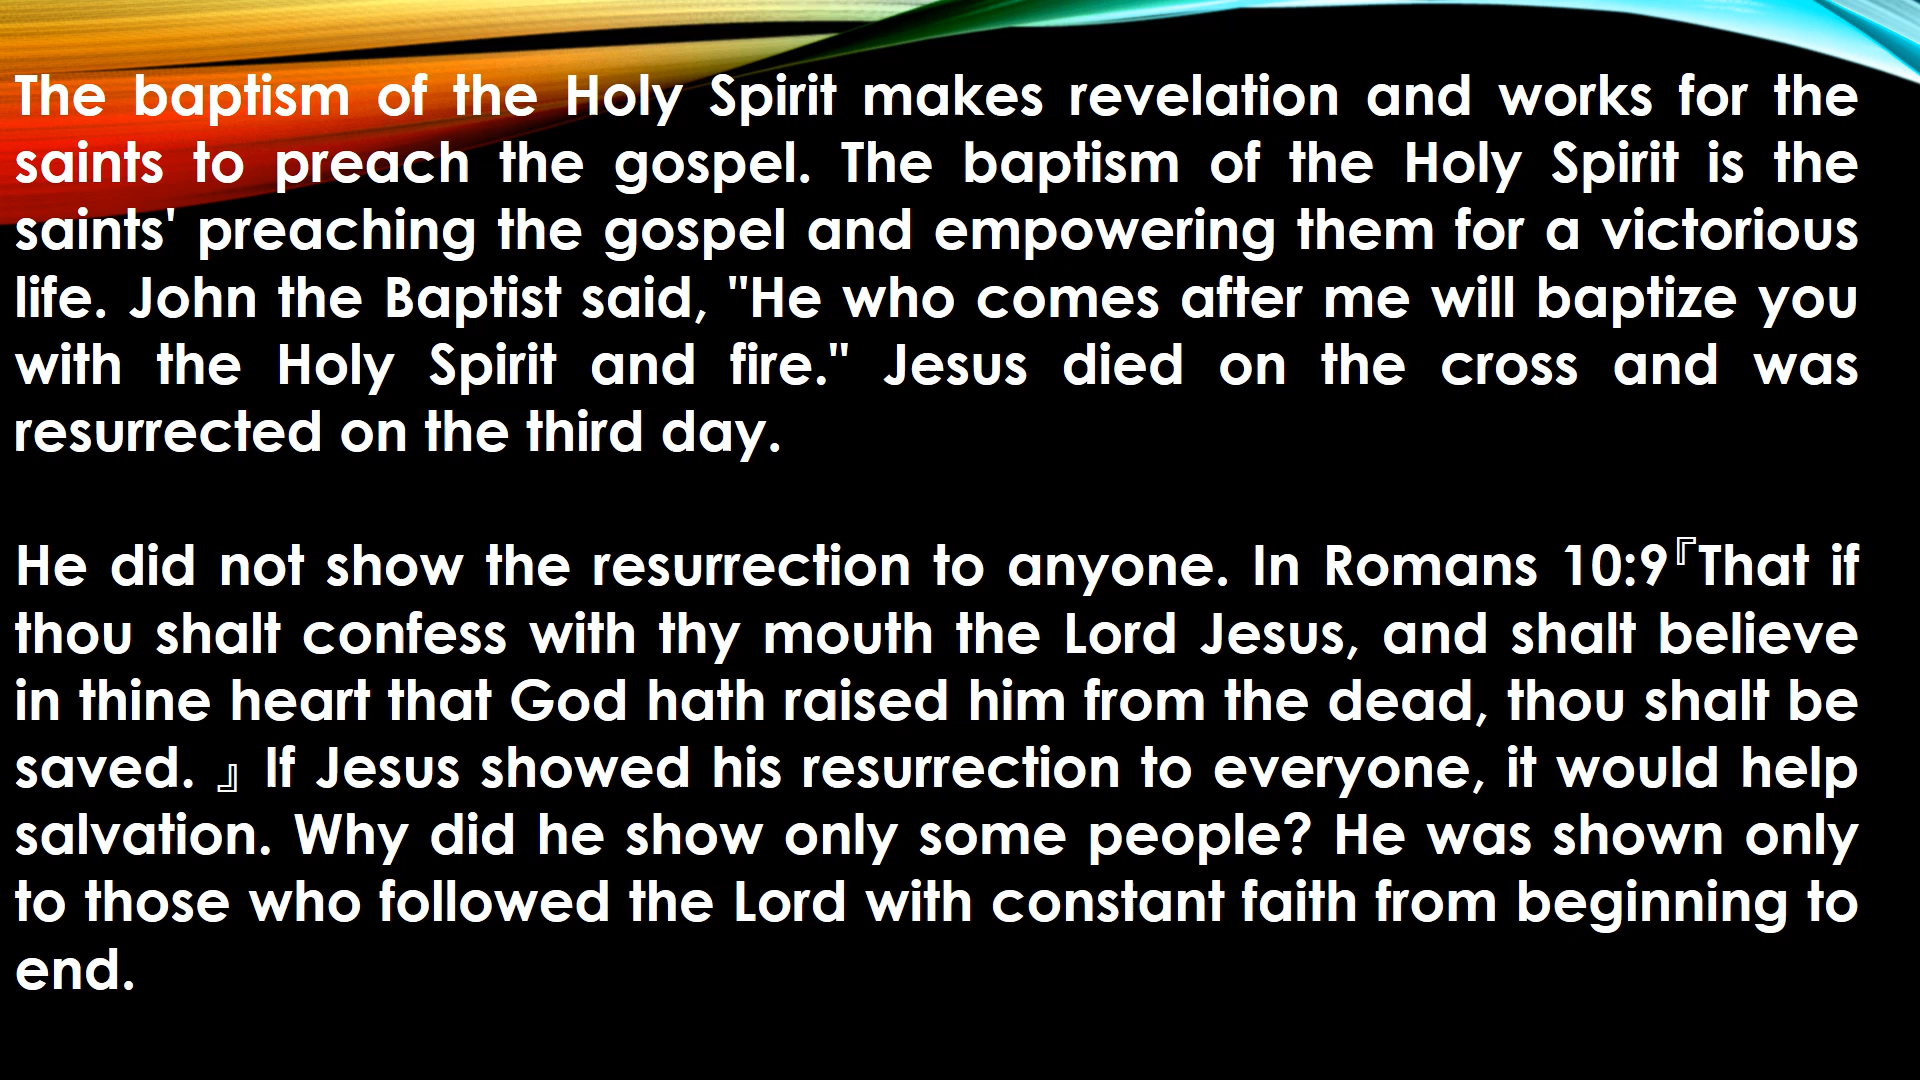 The baptism of the Holy Spirit makes revelation and works for the
saints to preach the gospel. The baptism of the Holy Spirit is the
saints' preaching the gospel and empowering them for a victorious
life. John the Baptist said, "He who comes after me will baptize you
with the Holy Spirit and fire." Jesus died on the cross and was
resurrected on the third day.
He did not show the resurrection to anyone. In Romans 10:9『That if
thou shalt confess with thy mouth the Lord Jesus, and shalt believe
in thine heart that God hath raised him from the dead, thou shalt be
saved. 』 If Jesus showed his resurrection to everyone, it would help
salvation. Why did he show only some people? He was shown only
to those who followed the Lord with constant faith from beginning to
end.